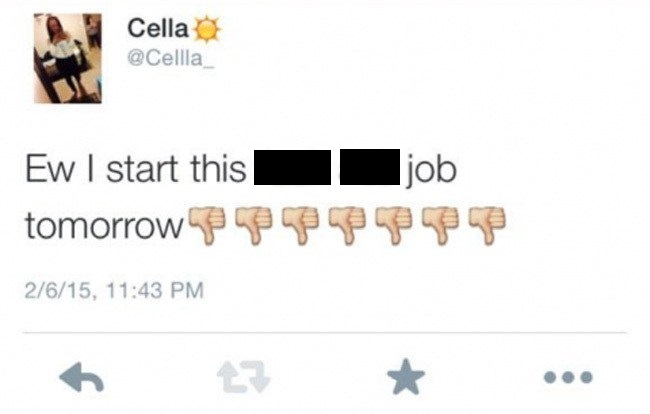 Cella☀️
@Cellla_
Ew I start this job
tomorrow👎👎👎👎👎👎👎
2/6/15, 11:43 PM